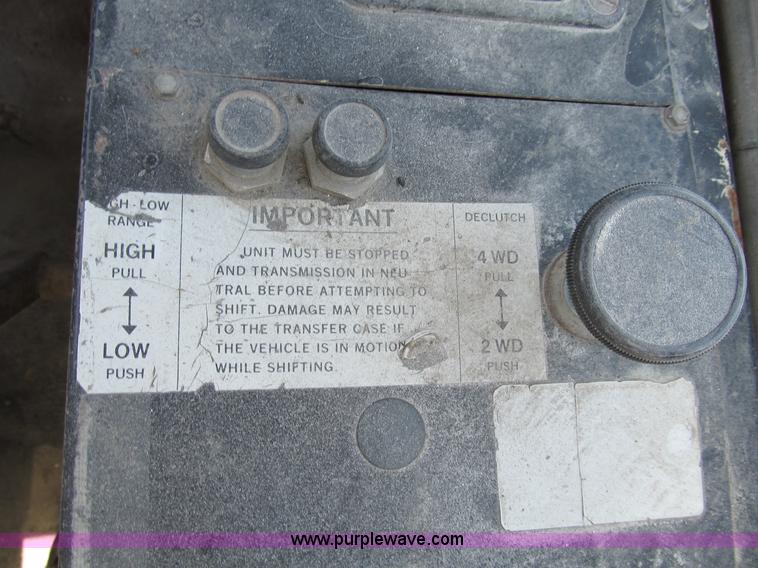 GH-LOW
RANGE
HIGH
PULL
LOW
PUSH
IMPORTANT
UNIT MUST BE STOPPED
AND TRANSMISSION IN NEU
TRAL BEFORE ATTEMPTING TO
SHIFT. DAMAGE MAY RESULT
TO THE TRANSFER CASE IF
THE VEHICLE IS IN MOTION
WHILE SHIFTING.
DECLUTCH
4 WD
PULL
2 WD
PUSH
www.purplewave.com